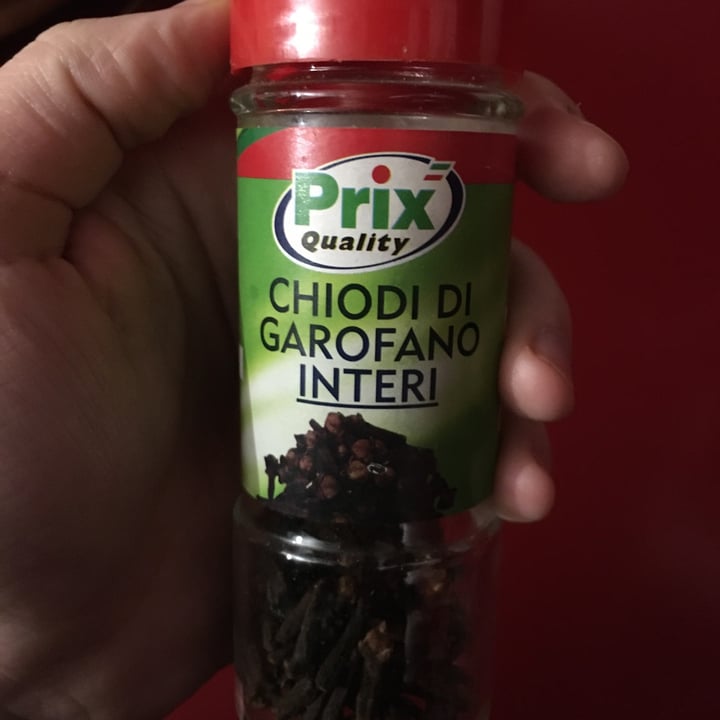 Prix
Quality
CHIODI DI
GAROFANO
INTERI